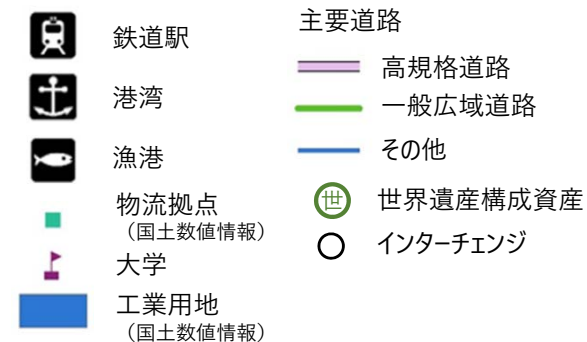 鉄道駅
港湾
漁港
物流拠点
（国土数値情報）
大学
工業用地
（国土数値情報）
主要道路
高規格道路
一般広域道路
その他
世 世界遺産構成資産
インターチェンジ